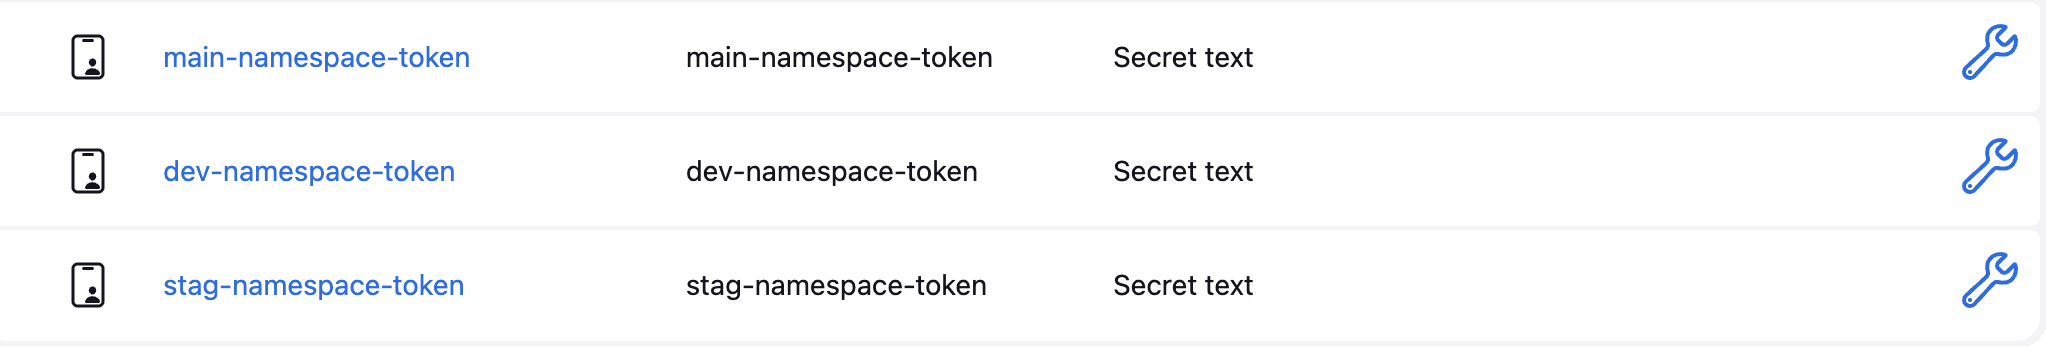 main-namespace-token main-namespace-token Secret text
dev-namespace-token dev-namespace-token Secret text
stag-namespace-token stag-namespace-token Secret text